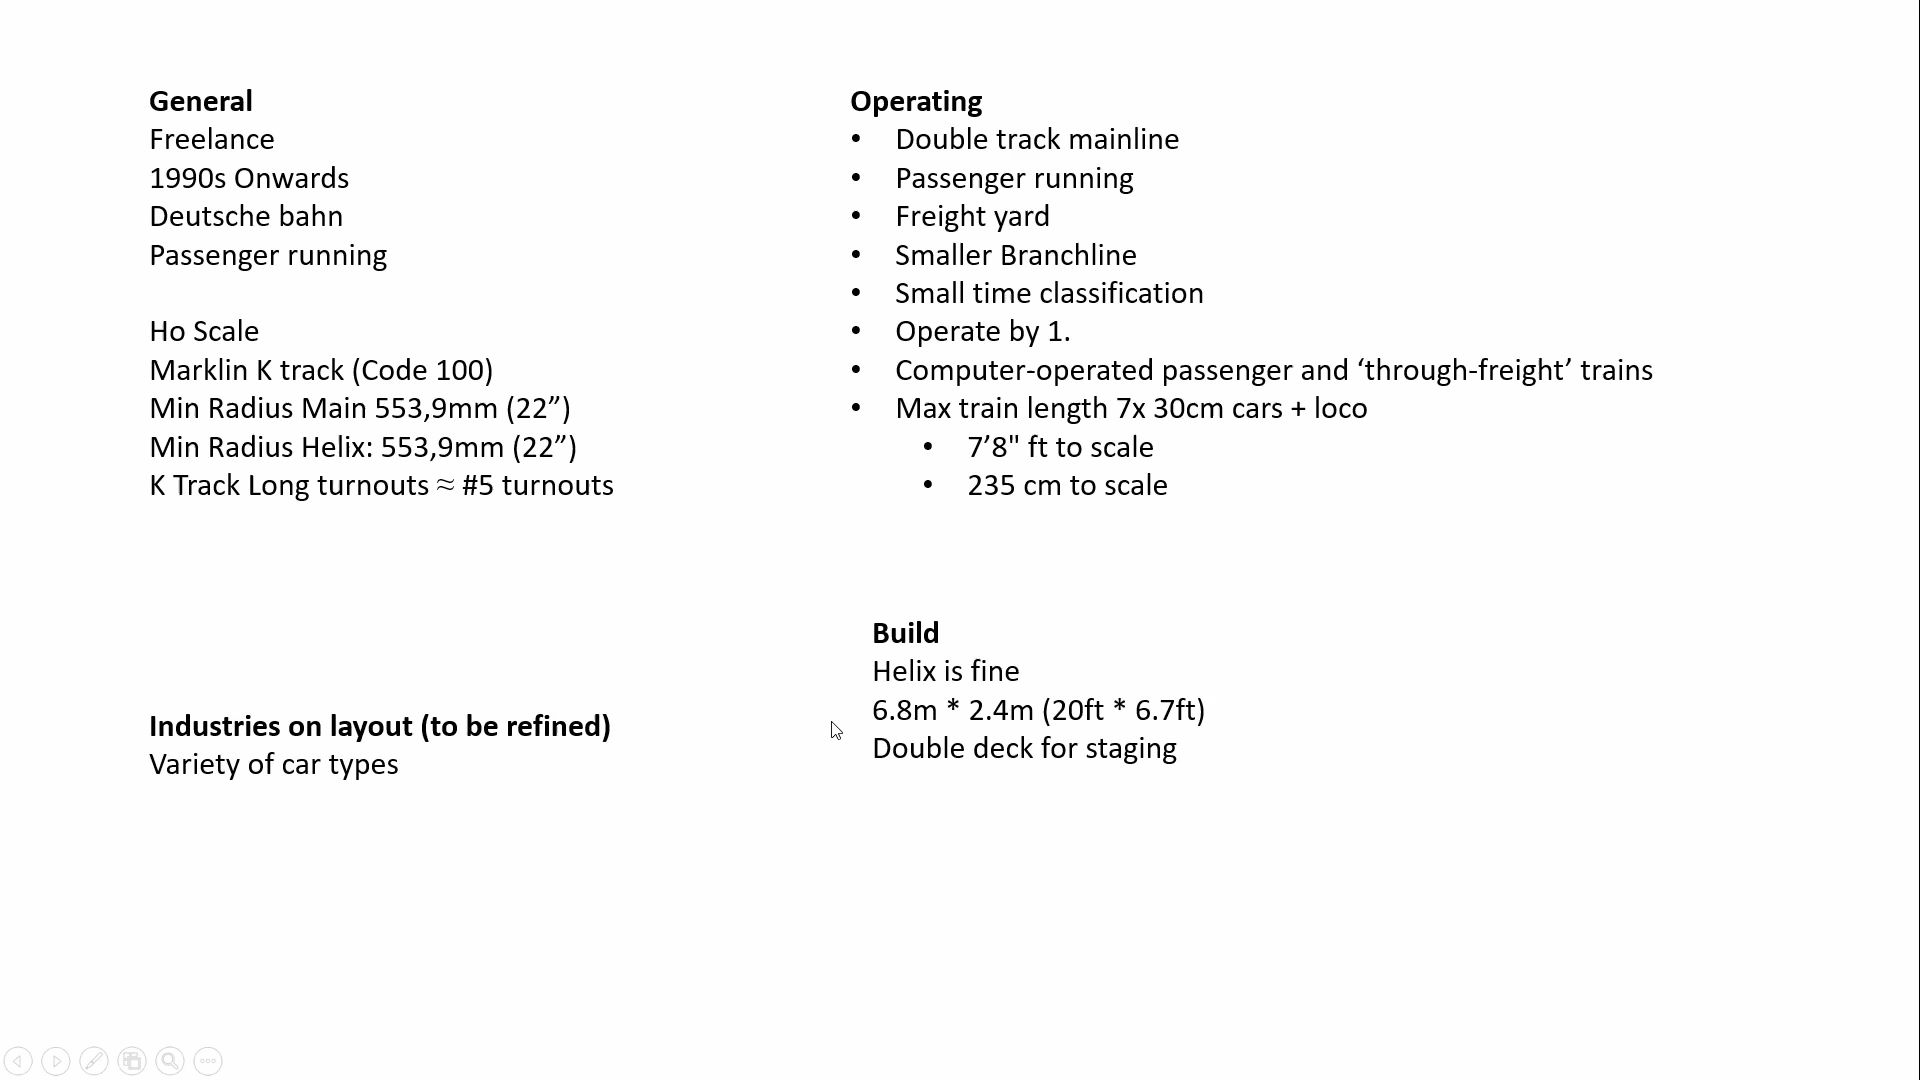 General
Freelance
1990s Onwards
Deutsche bahn
Passenger running
Ho Scale
Marklin K track (Code 100)
Min Radius Main 553,9mm (22”)
Min Radius Helix: 553,9mm (22”)
K Track Long turnouts ≈ #5 turnouts
Industries on layout (to be refined)
Variety of car types
Operating
• Double track mainline
• Passenger running
• Freight yard
• Smaller Branchline
• Small time classification
• Operate by 1.
• Computer-operated passenger and ‘through-freight’ trains
• Max train length 7x 30cm cars + loco
• 7’8" ft to scale
• 235 cm to scale
Build
Helix is fine
6.8m * 2.4m (20ft * 6.7ft)
Double deck for staging